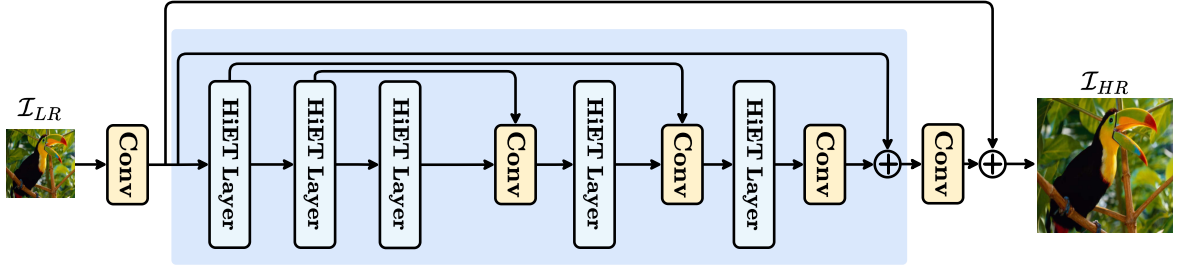 I_LR
Conv
HiET Layer
HiET Layer
HiET Layer
Conv
HiET Layer
Conv
HiET Layer
Conv
Conv
I_HR